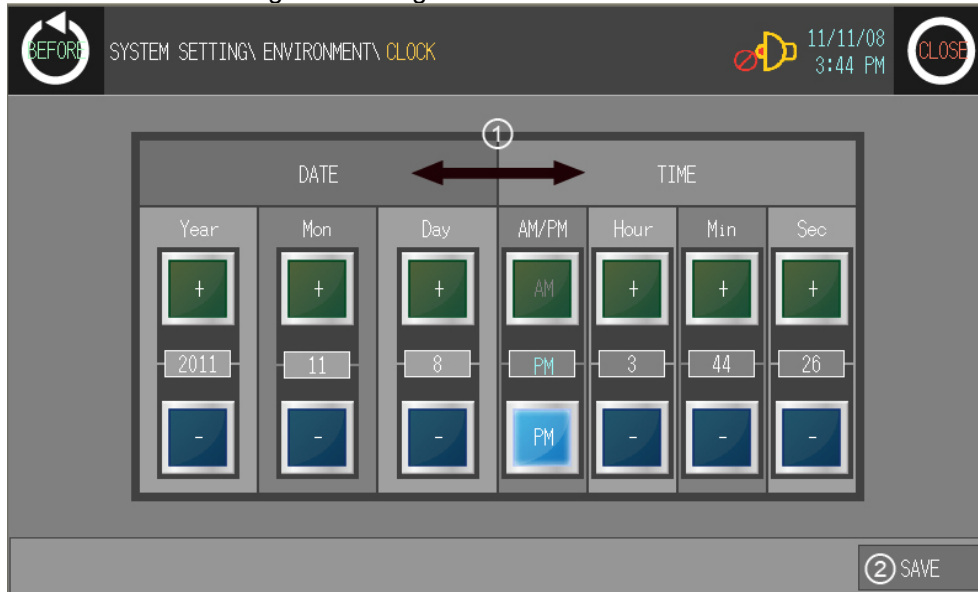 BEFORE
SYSTEM SETTING\ ENVIRONMENT\ CLOCK
11/11/08
3:44 PM
CLOSE
①
DATE TIME
Year Mon Day AM/PM Hour Min Sec
+ + + AM + + +
2011 11 8 PM 3 44 26
- - - PM - - -
② SAVE